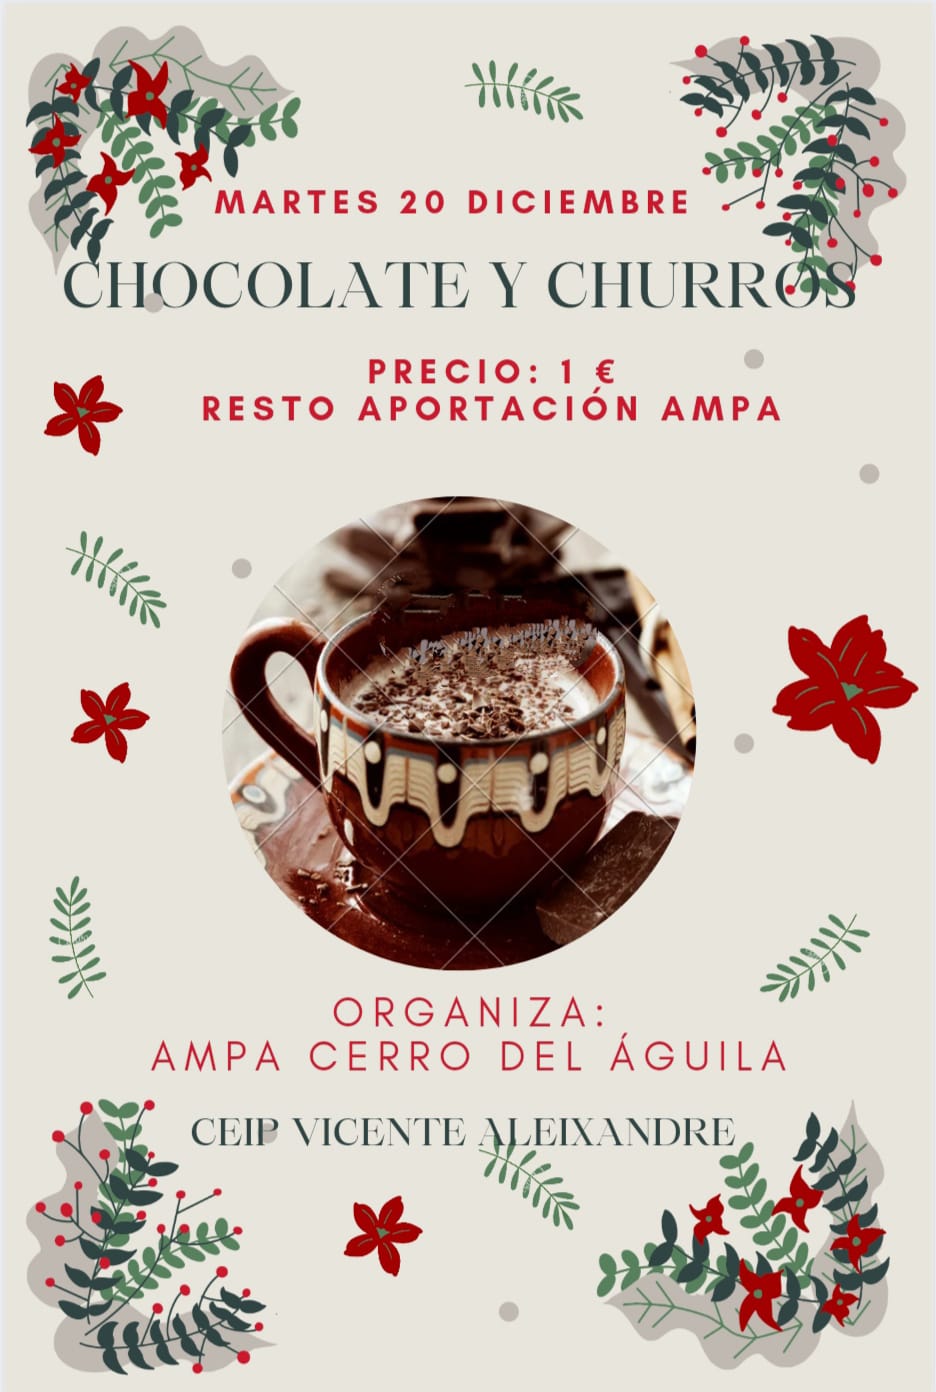 MARTES 20 DICIEMBRE
CHOCOLATE Y CHURROS
PRECIO: 1 €
RESTO APORTACIÓN AMPA
ORGANIZA:
AMPA CERRO DEL ÁGUILA
CEIP VICENTE ALEIXANDRE